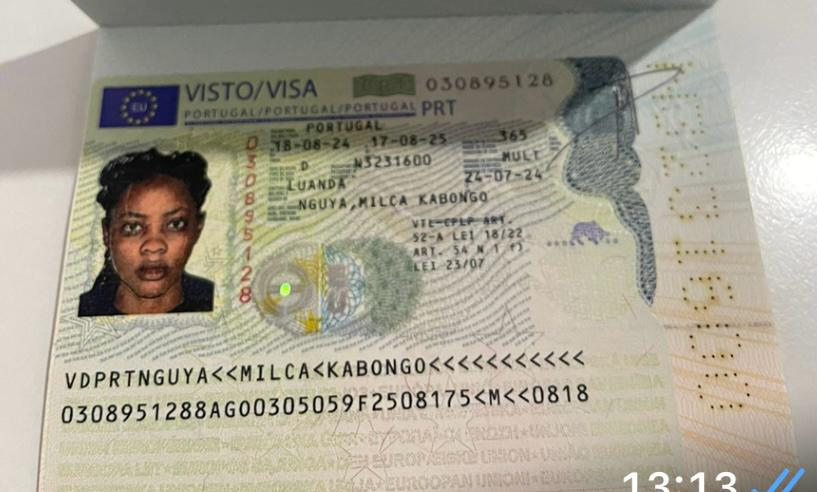 VISTO/VISA 030895128
PORTUGAL/PORTUGAL/PORTUGAL PRT
PORTUGAL
18-08-24 17-08-25 365
D N3231600 MULT
LUANDA 24-07-24
NGUYA,MILCA KABONGO
VTE-CPLP ART.
52-A LEI 18/22
ART. 54 N 1 f)
LEI 23/07
EU
030895128
VDPRTNGUYA<<MILCA<KABONGO<<<<<<<<<<<
0308951288AGO0305059F2508175<M<<0818
13:13